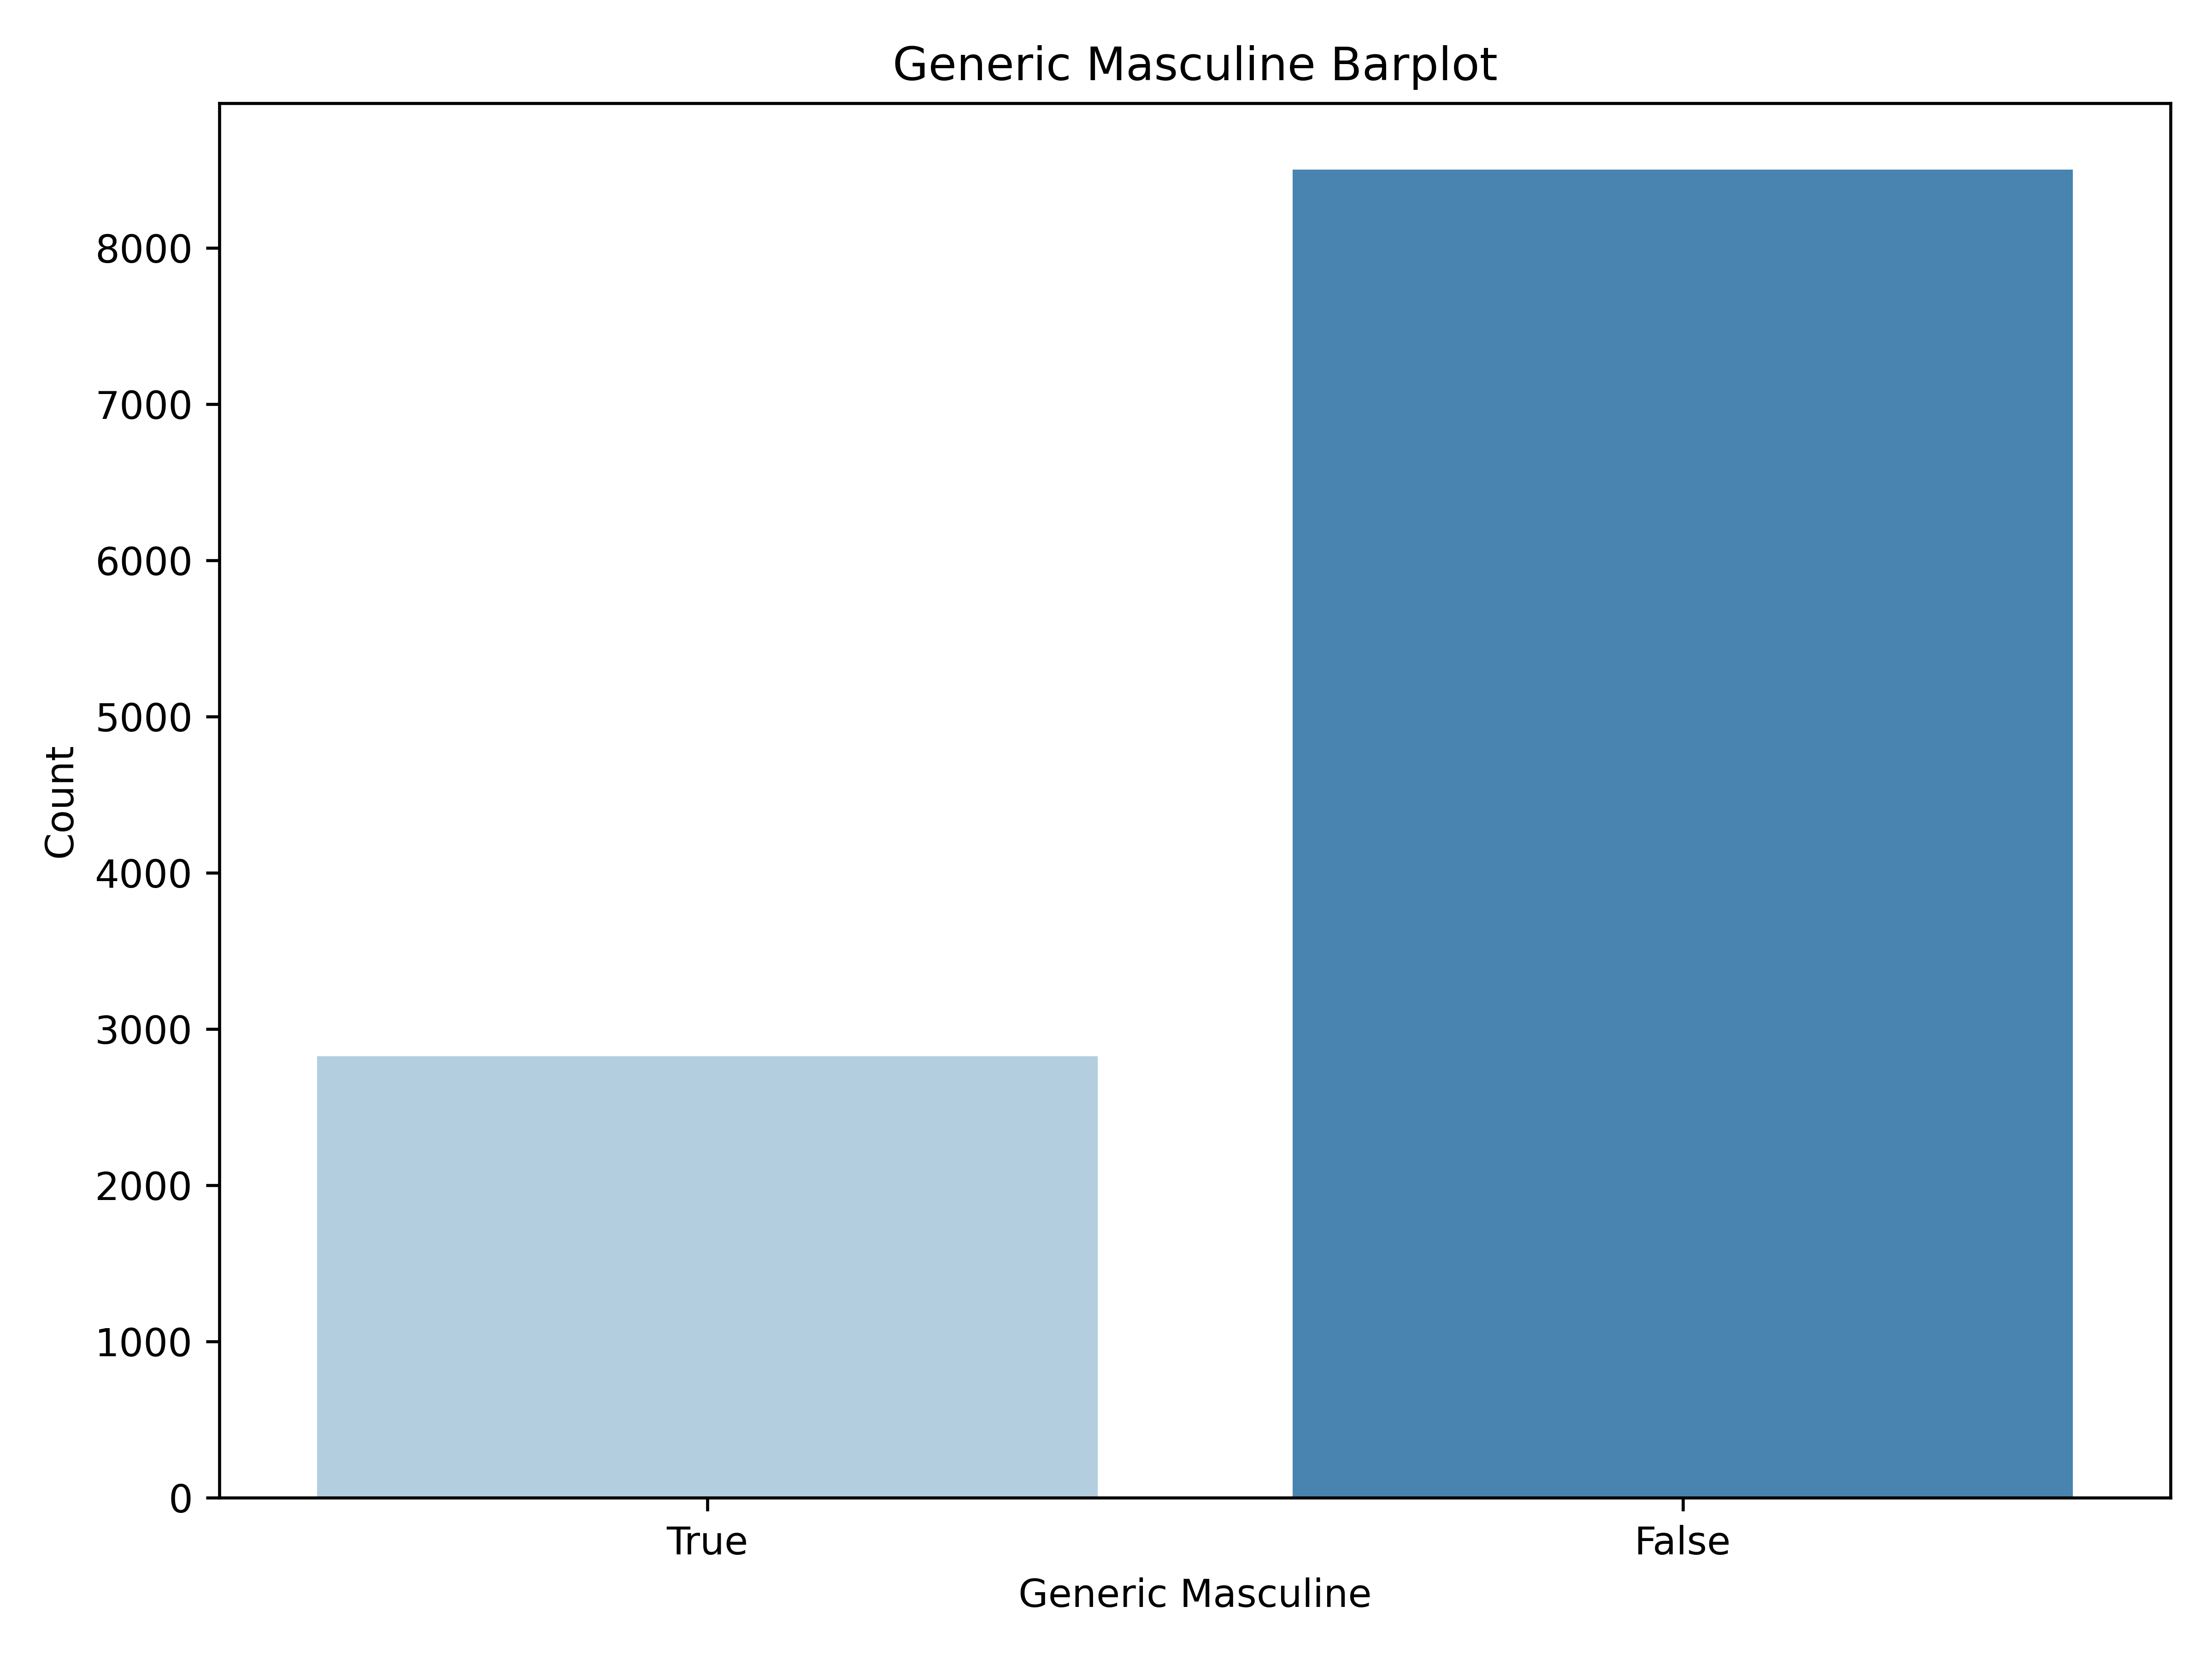 Generic Masculine Barplot
Count
8000
7000
6000
5000
4000
3000
2000
1000
0
True
False
Generic Masculine